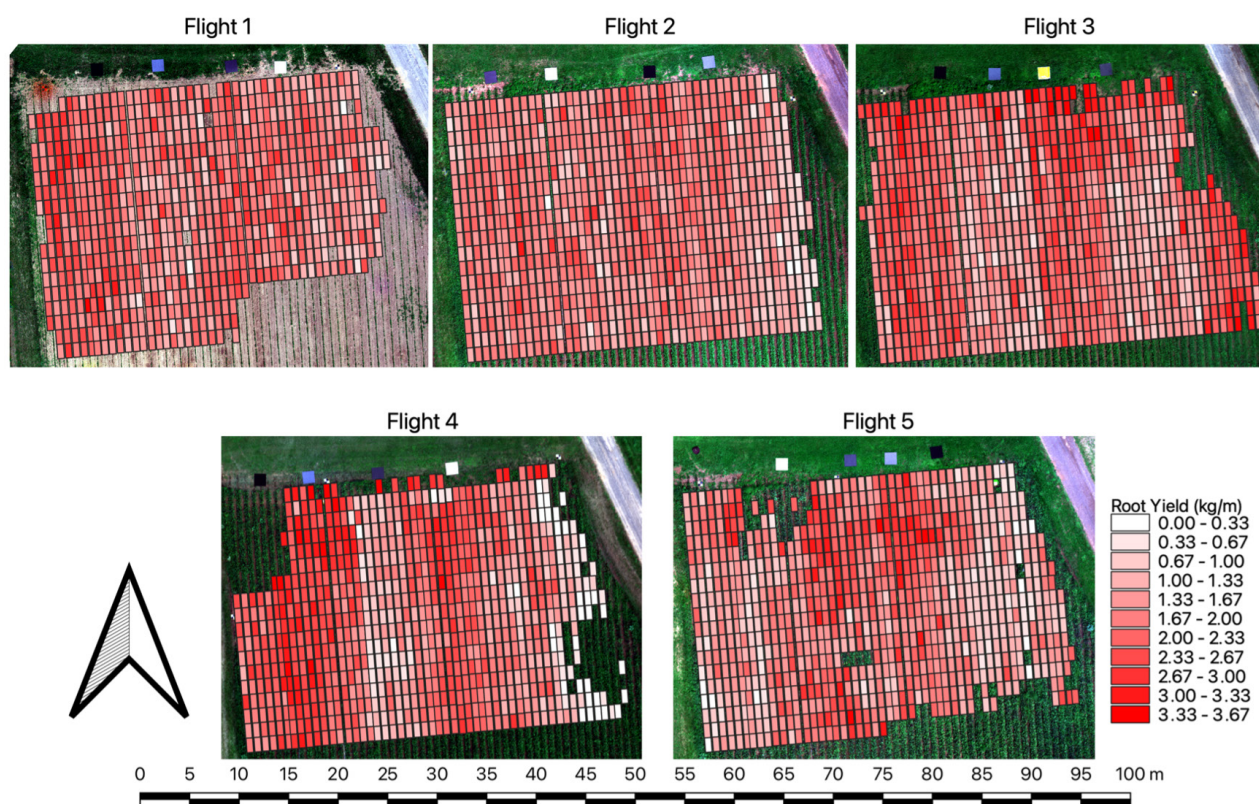 Flight 1
Flight 2
Flight 3
Flight 4
Flight 5
Root Yield (kg/m)
0.00 - 0.33
0.33 - 0.67
0.67 - 1.00
1.00 - 1.33
1.33 - 1.67
1.67 - 2.00
2.00 - 2.33
2.33 - 2.67
2.67 - 3.00
3.00 - 3.33
3.33 - 3.67
0 5 10 15 20 25 30 35 40 45 50 55 60 65 70 75 80 85 90 95 100 m